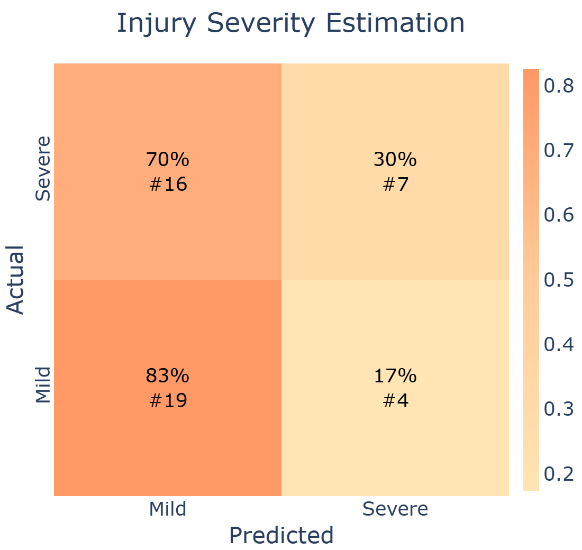 Injury Severity Estimation
Actual
Severe
Mild
70%
#16
30%
#7
83%
#19
17%
#4
Mild
Severe
Predicted
0.8
0.7
0.6
0.5
0.4
0.3
0.2